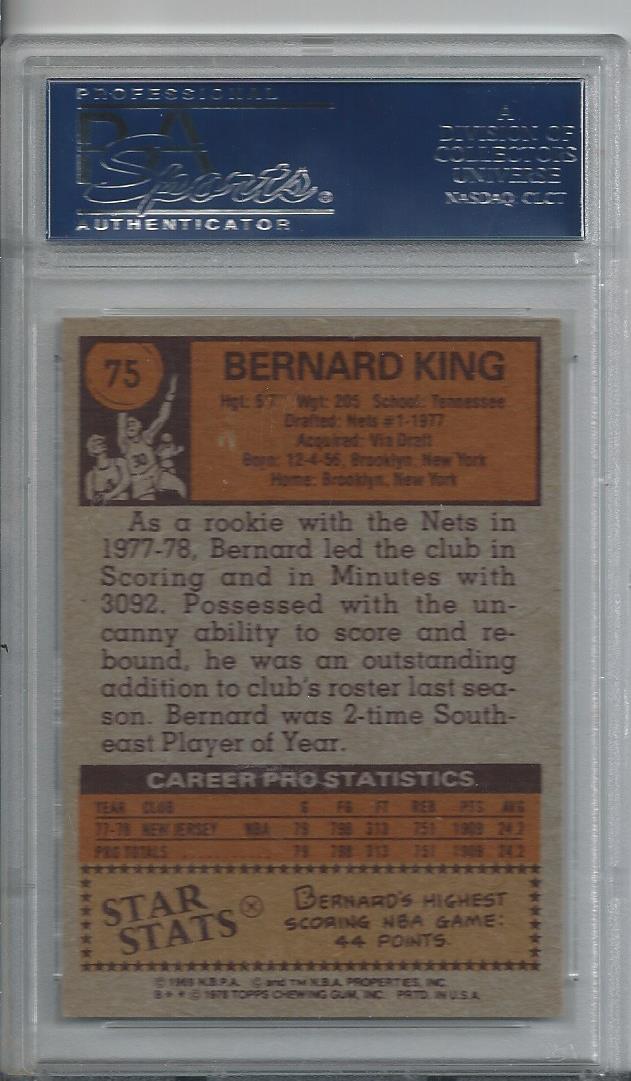 PROFESSIONAL
PSA
Sports®
AUTHENTICATOR
A
DIVISION OF
COLLECTORS
UNIVERSE
NASDAQ: CLCT
75
BERNARD KING
Hgt: 6'7" Wgt: 205 School: Tennessee
Drafted: Nets #1-1977
Acquired: Via Draft
Born: 12-4-56, Brooklyn, New York
Home: Brooklyn, New York
30
As a rookie with the Nets in
1977-78, Bernard led the club in
Scoring and in Minutes with
3092. Possessed with the un-
canny ability to score and re-
bound, he was an outstanding
addition to club's roster last sea-
son. Bernard was 2-time South-
east Player of Year.
CAREER PRO STATISTICS
YEAR CLUB G FG FT REB PTS AVG
77-78 NEW JERSEY NBA 79 798 313 751 1909 24.2
PRO TOTALS 79 798 313 751 1909 24.2
STAR
STATS
BERNARD'S HIGHEST
SCORING NBA GAME:
44 POINTS.
© 1969 N.B.P.A. © and ™ N.B.A. PROPERTIES, INC.
B** © 1978 TOPPS CHEWING GUM, INC. PRTD. IN U.S.A.